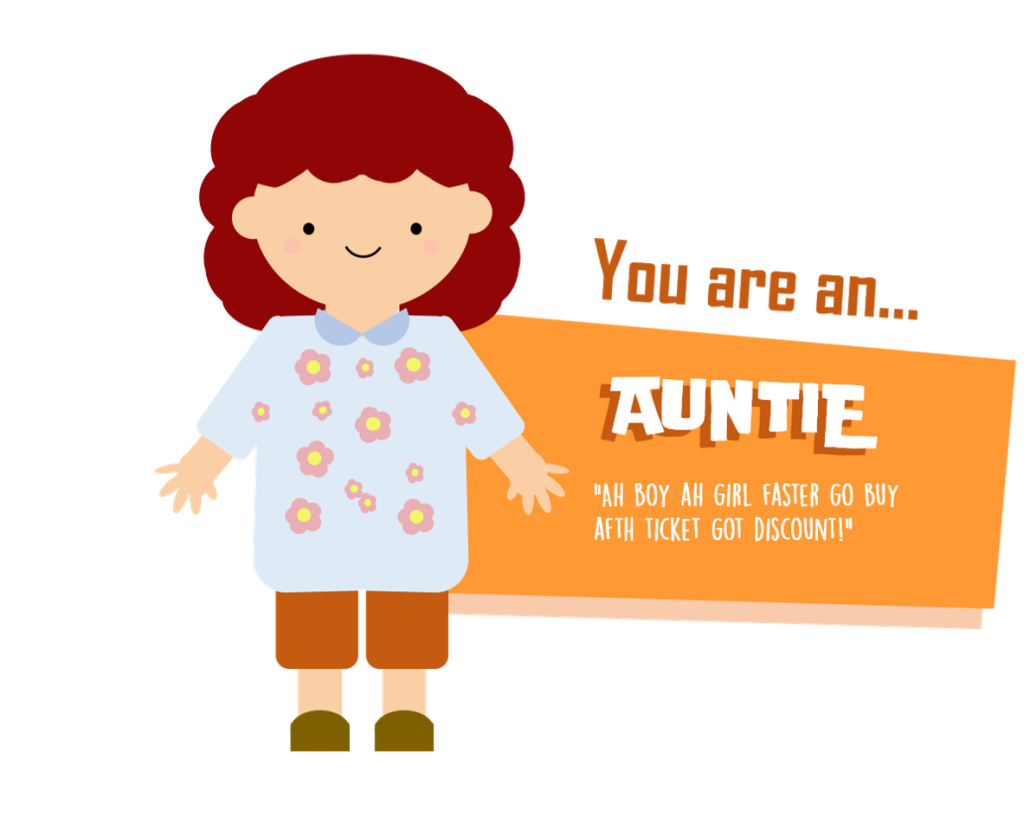 You are an...
AUNTIE
"AH BOY AH GIRL FASTER GO BUY
AFTH TICKET GOT DISCOUNT!"